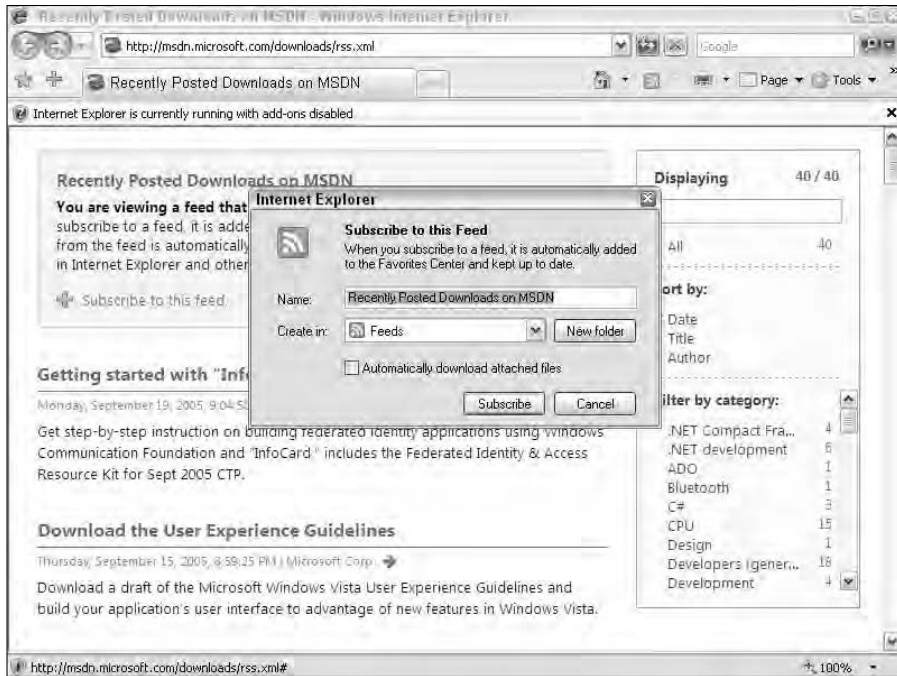 Recently Posted Downloads on MSDN - Windows Internet Explorer
http://msdn.microsoft.com/downloads/rss.xml
Google
Recently Posted Downloads on MSDN
Page
Tools
»
Internet Explorer is currently running with add-ons disabled
Recently Posted Downloads on MSDN
You are viewing a feed that
subscribe to a feed, it is adde
from the feed is automatically
in Internet Explorer and other
Subscribe to this feed
Internet Explorer
Subscribe to this Feed
When you subscribe to a feed, it is automatically added
to the Favorites Center and kept up to date.
Name: Recently Posted Downloads on MSDN
Create in: Feeds New folder
Automatically download attached files
Subscribe Cancel
Displaying 40 / 40
All 40
ort by:
Date
Title
Author
ilter by category:
.NET Compact Fra... 4
.NET development 6
ADO 1
Bluetooth 1
C# 3
CPU 15
Design 1
Developers (gener... 18
Development 4
Getting started with "Info
Monday, September 19, 2005, 9:04:55
Get step-by-step instruction on building federated identity applications using Windows
Communication Foundation and "InfoCard." includes the Federated Identity & Access
Resource Kit for Sept 2005 CTP.
Download the User Experience Guidelines
Thursday, September 15, 2005, 6:59:25 PM | Microsoft Corp.
Download a draft of the Microsoft Windows Vista User Experience Guidelines and
build your application's user interface to advantage of new features in Windows Vista.
http://msdn.microsoft.com/downloads/rss.xml#
100%